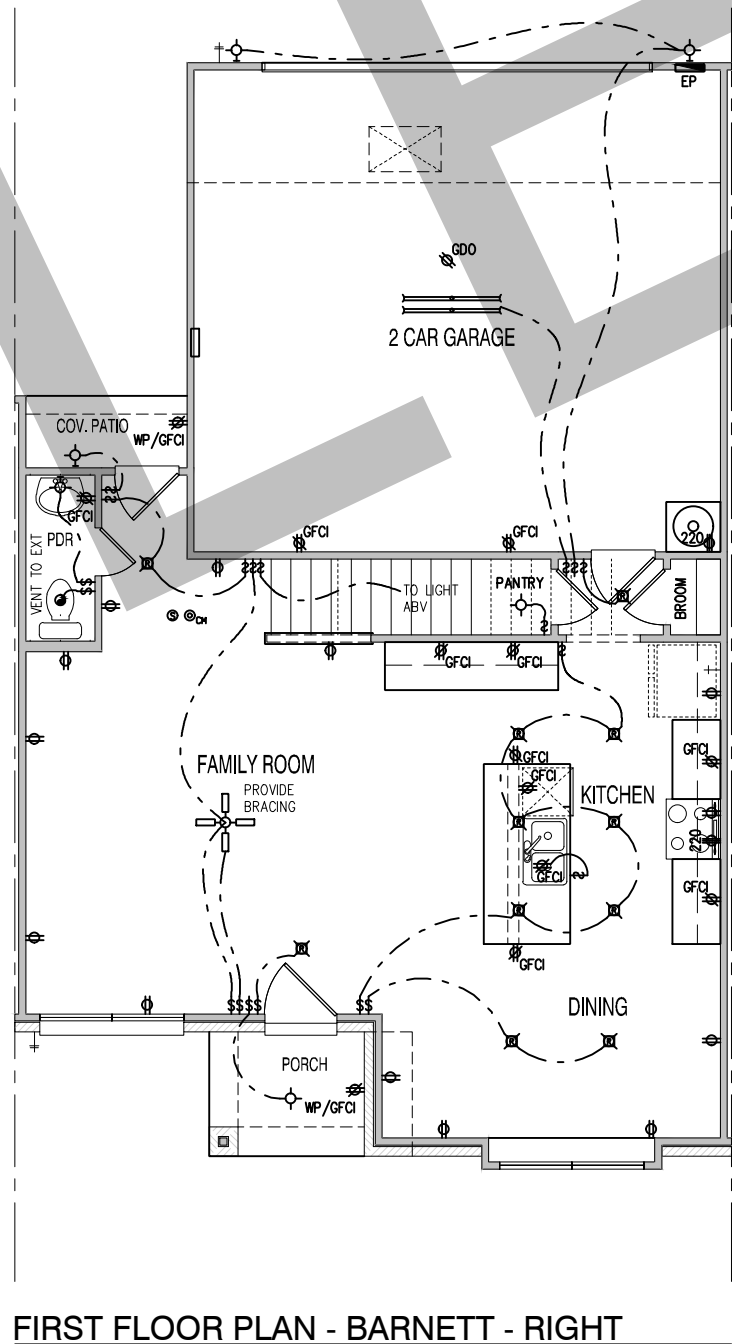 EP
GDO
2 CAR GARAGE
COV. PATIO
WP/GFCI
GFCI
PDR
VENT TO EXT
GFCI
GFCI
220
TO LIGHT
ABV
PANTRY
BROOM
S
CM
$$
GFCI
GFCI
FAMILY ROOM
PROVIDE
BRACING
GFCI
GFCI
KITCHEN
GFCI
220
GFCI
GFCI
GFCI
$$$$
$$
DINING
PORCH
WP/GFCI
FIRST FLOOR PLAN - BARNETT - RIGHT